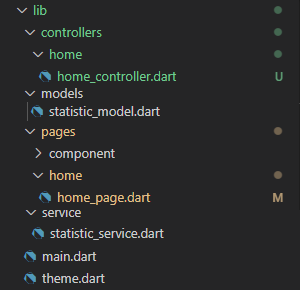 lib
controllers
home
home_controller.dart U
models
statistic_model.dart
pages
component
home
home_page.dart M
service
statistic_service.dart
main.dart
theme.dart